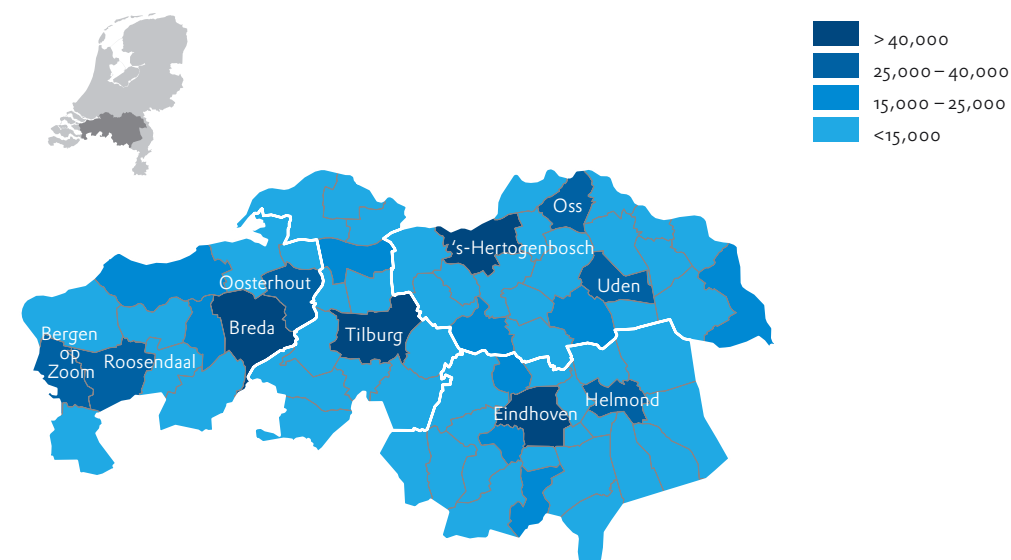 > 40,000
25,000 – 40,000
15,000 – 25,000
<15,000
Oss
‘s-Hertogenbosch
Oosterhout
Uden
Breda
Tilburg
Bergen
op
Zoom
Roosendaal
Eindhoven
Helmond